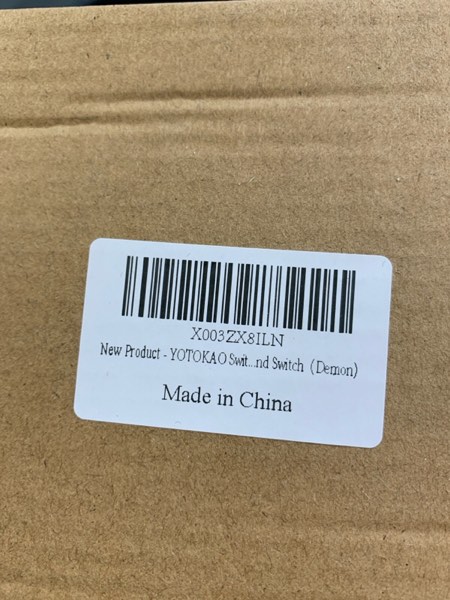 X003ZX8ILN
New Product - YOTOKAO Swit...nd Switch (Demon)
Made in China